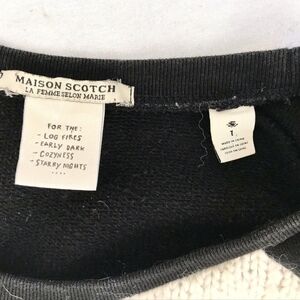 MAISON SCOTCH
LA FEMME SELON MARIE
FOR THE:
- LOG FIRES
- EARLY DARK
- COZYNESS
- STARRY NIGHTS
....
1